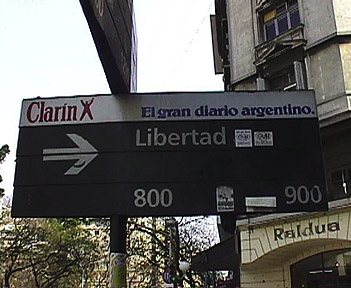 Clarín El gran diario argentino.
Libertad
800 900
Raldua